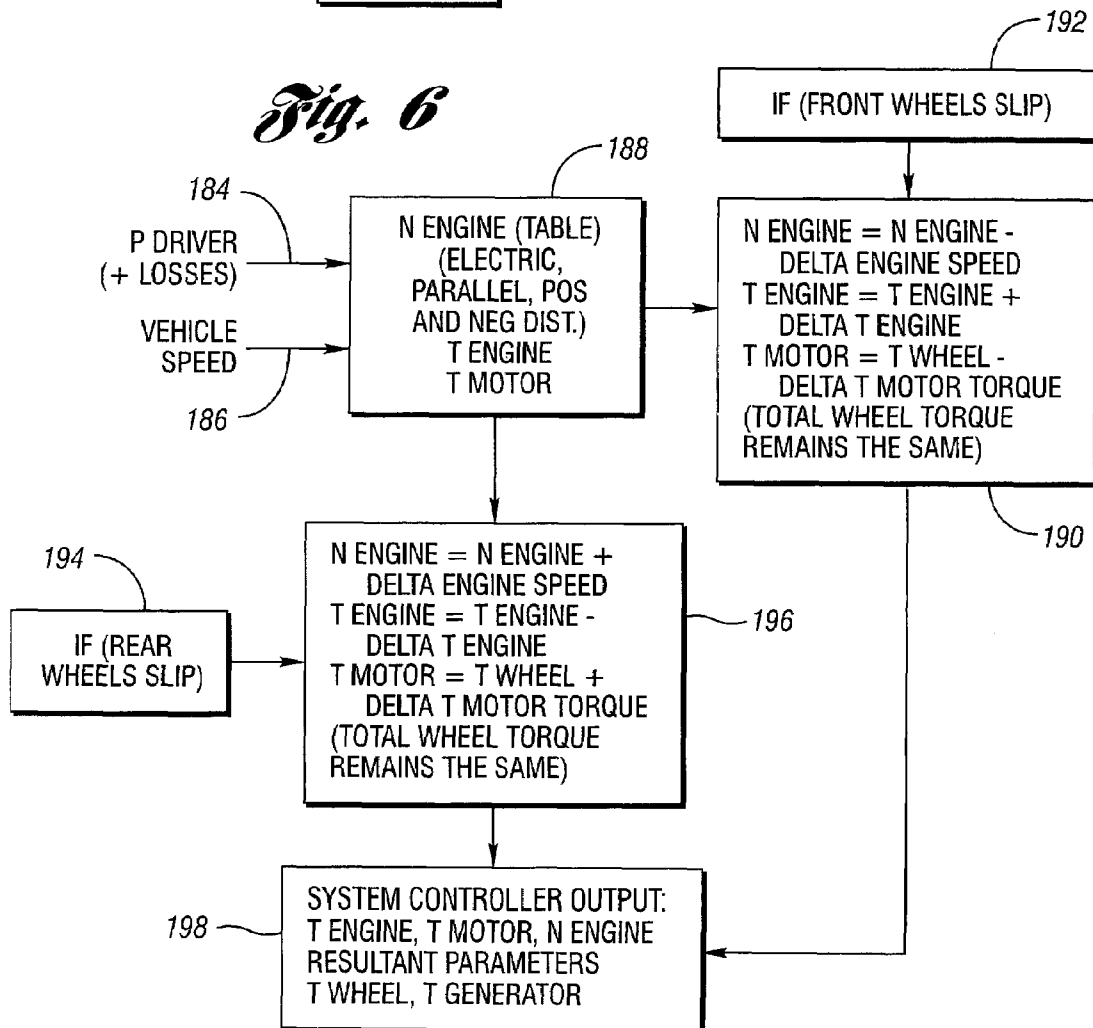 Fig. 6
192
IF (FRONT WHEELS SLIP)
184
P DRIVER
(+ LOSSES)
VEHICLE
SPEED
186
188
N ENGINE (TABLE)
(ELECTRIC,
PARALLEL, POS
AND NEG DIST.)
T ENGINE
T MOTOR
N ENGINE = N ENGINE -
DELTA ENGINE SPEED
T ENGINE = T ENGINE +
DELTA T ENGINE
T MOTOR = T WHEEL -
DELTA T MOTOR TORQUE
(TOTAL WHEEL TORQUE
REMAINS THE SAME)
190
194
IF (REAR
WHEELS SLIP)
N ENGINE = N ENGINE +
DELTA ENGINE SPEED
T ENGINE = T ENGINE -
DELTA T ENGINE
T MOTOR = T WHEEL +
DELTA T MOTOR TORQUE
(TOTAL WHEEL TORQUE
REMAINS THE SAME)
196
198
SYSTEM CONTROLLER OUTPUT:
T ENGINE, T MOTOR, N ENGINE
RESULTANT PARAMETERS
T WHEEL, T GENERATOR